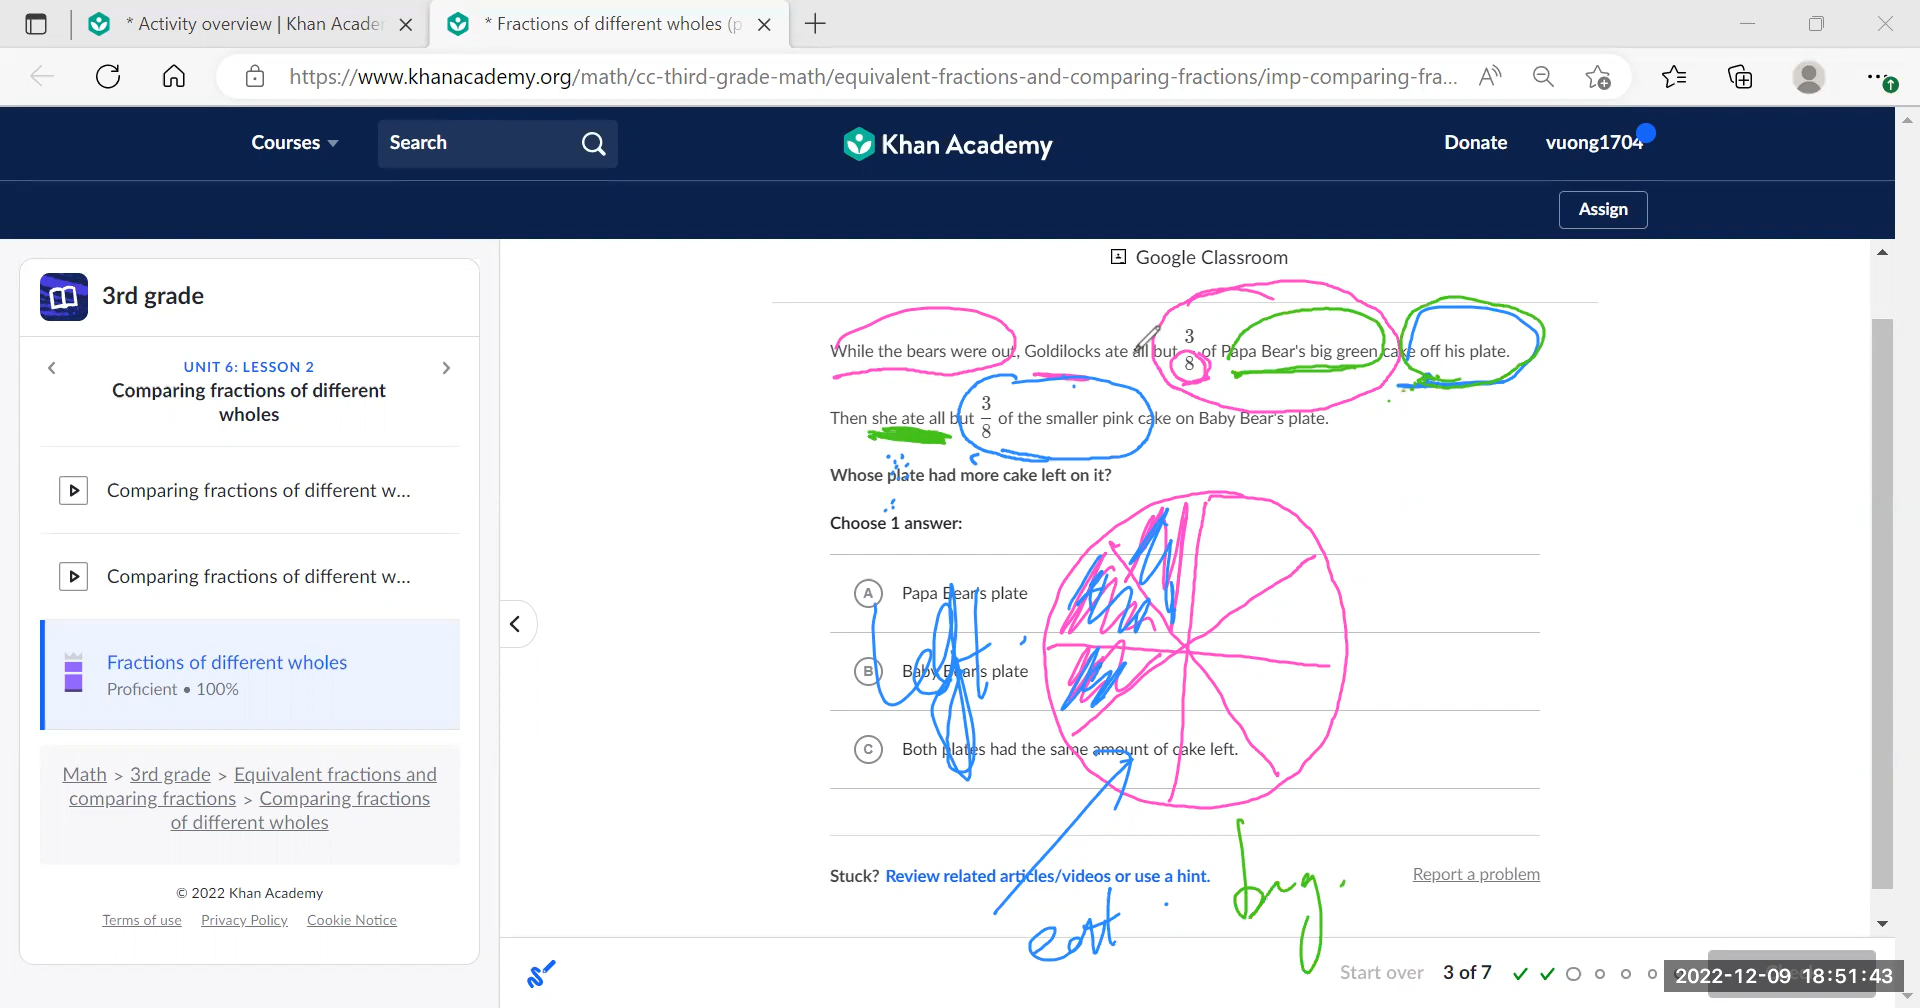 * Activity overview | Khan Acade
* Fractions of different wholes (p
https://www.khanacademy.org/math/cc-third-grade-math/equivalent-fractions-and-comparing-fractions/imp-comparing-fra...
Courses
Search
Khan Academy
Donate
vuong1704
Assign
3rd grade
UNIT 6: LESSON 2
Comparing fractions of different
wholes
Comparing fractions of different w...
Comparing fractions of different w...
Fractions of different wholes
Proficient • 100%
Math > 3rd grade > Equivalent fractions and
comparing fractions > Comparing fractions
of different wholes
© 2022 Khan Academy
Terms of use Privacy Policy Cookie Notice
Google Classroom
While the bears were out, Goldilocks ate all but 3/8 of Papa Bear's big green cake off his plate.
Then she ate all but 3/8 of the smaller pink cake on Baby Bear's plate.
Whose plate had more cake left on it?
Choose 1 answer:
A Papa Bear's plate
B Baby Bear's plate
C Both plates had the same amount of cake left.
left
eat
big
Stuck? Review related articles/videos or use a hint.
Report a problem
Start over 3 of 7
2022-12-09 18:51:43